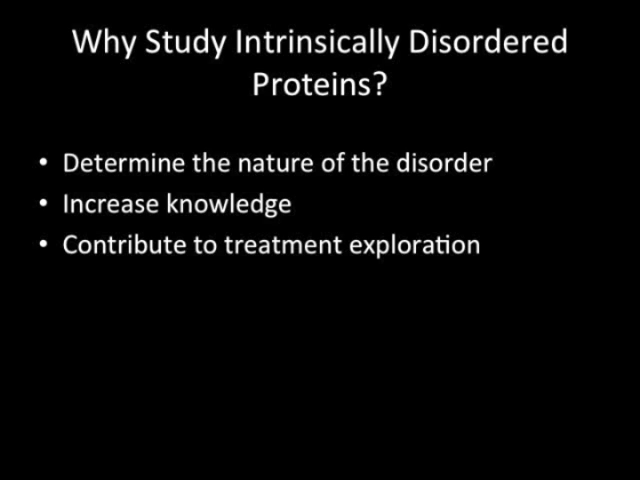 Why Study Intrinsically Disordered
Proteins?
• Determine the nature of the disorder
• Increase knowledge
• Contribute to treatment exploration